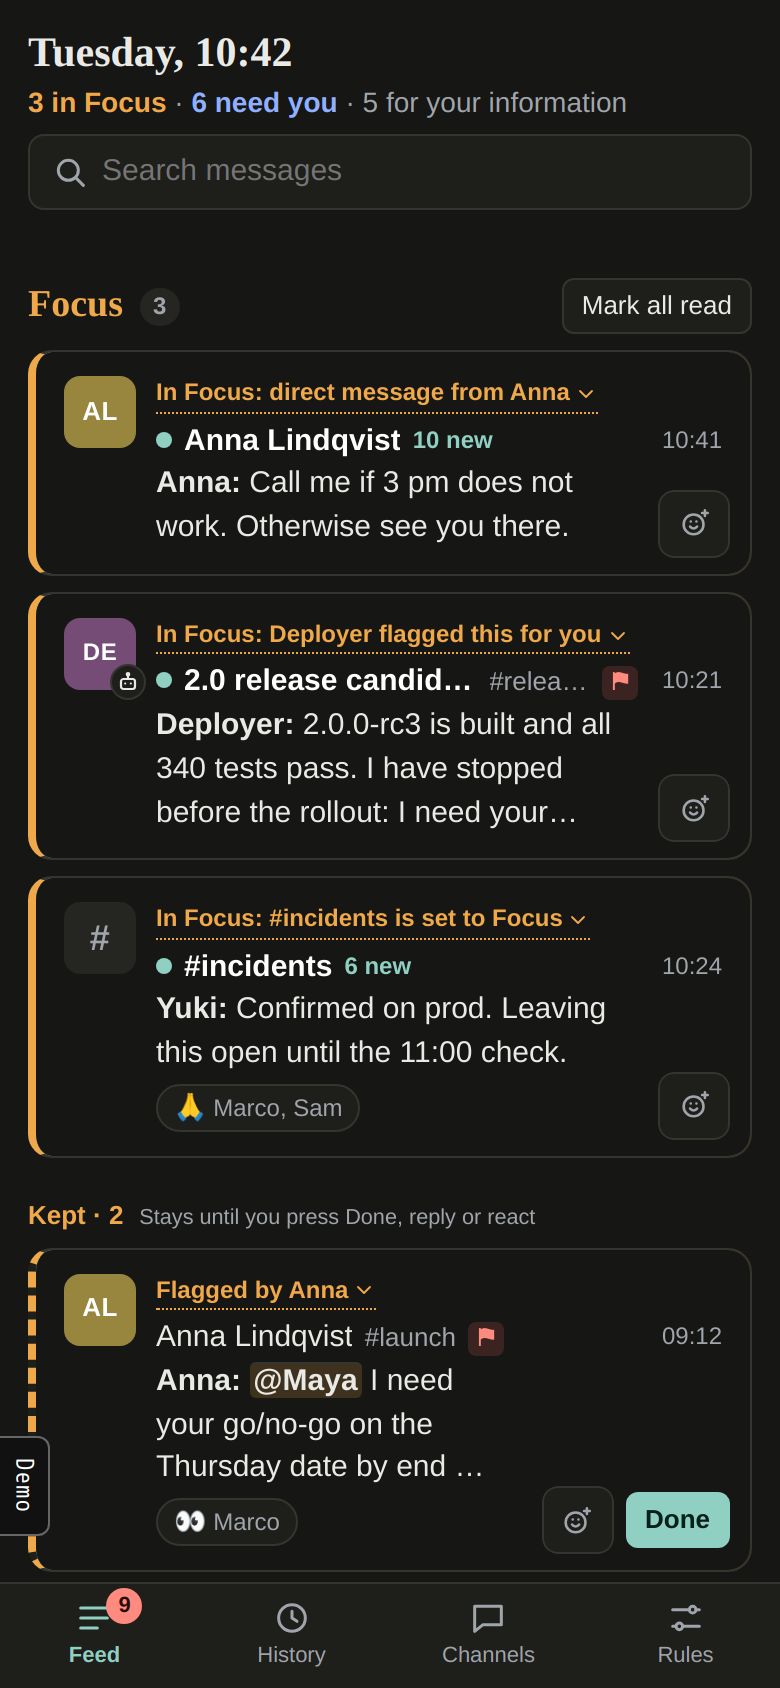 Tuesday, 10:42
3 in Focus · 6 need you · 5 for your information
Search messages
Focus 3
Mark all read
AL
In Focus: direct message from Anna
Anna Lindqvist 10 new 10:41
Anna: Call me if 3 pm does not
work. Otherwise see you there.
DE
In Focus: Deployer flagged this for you
2.0 release candid… #relea… 10:21
Deployer: 2.0.0-rc3 is built and all
340 tests pass. I have stopped
before the rollout: I need your…
#
In Focus: #incidents is set to Focus
#incidents 6 new 10:24
Yuki: Confirmed on prod. Leaving
this open until the 11:00 check.
🙏 Marco, Sam
Kept · 2 Stays until you press Done, reply or react
AL
Flagged by Anna
Anna Lindqvist #launch 09:12
Anna: @Maya I need
your go/no-go on the
Thursday date by end …
👀 Marco
Done
Demo
9
Feed
History
Channels
Rules